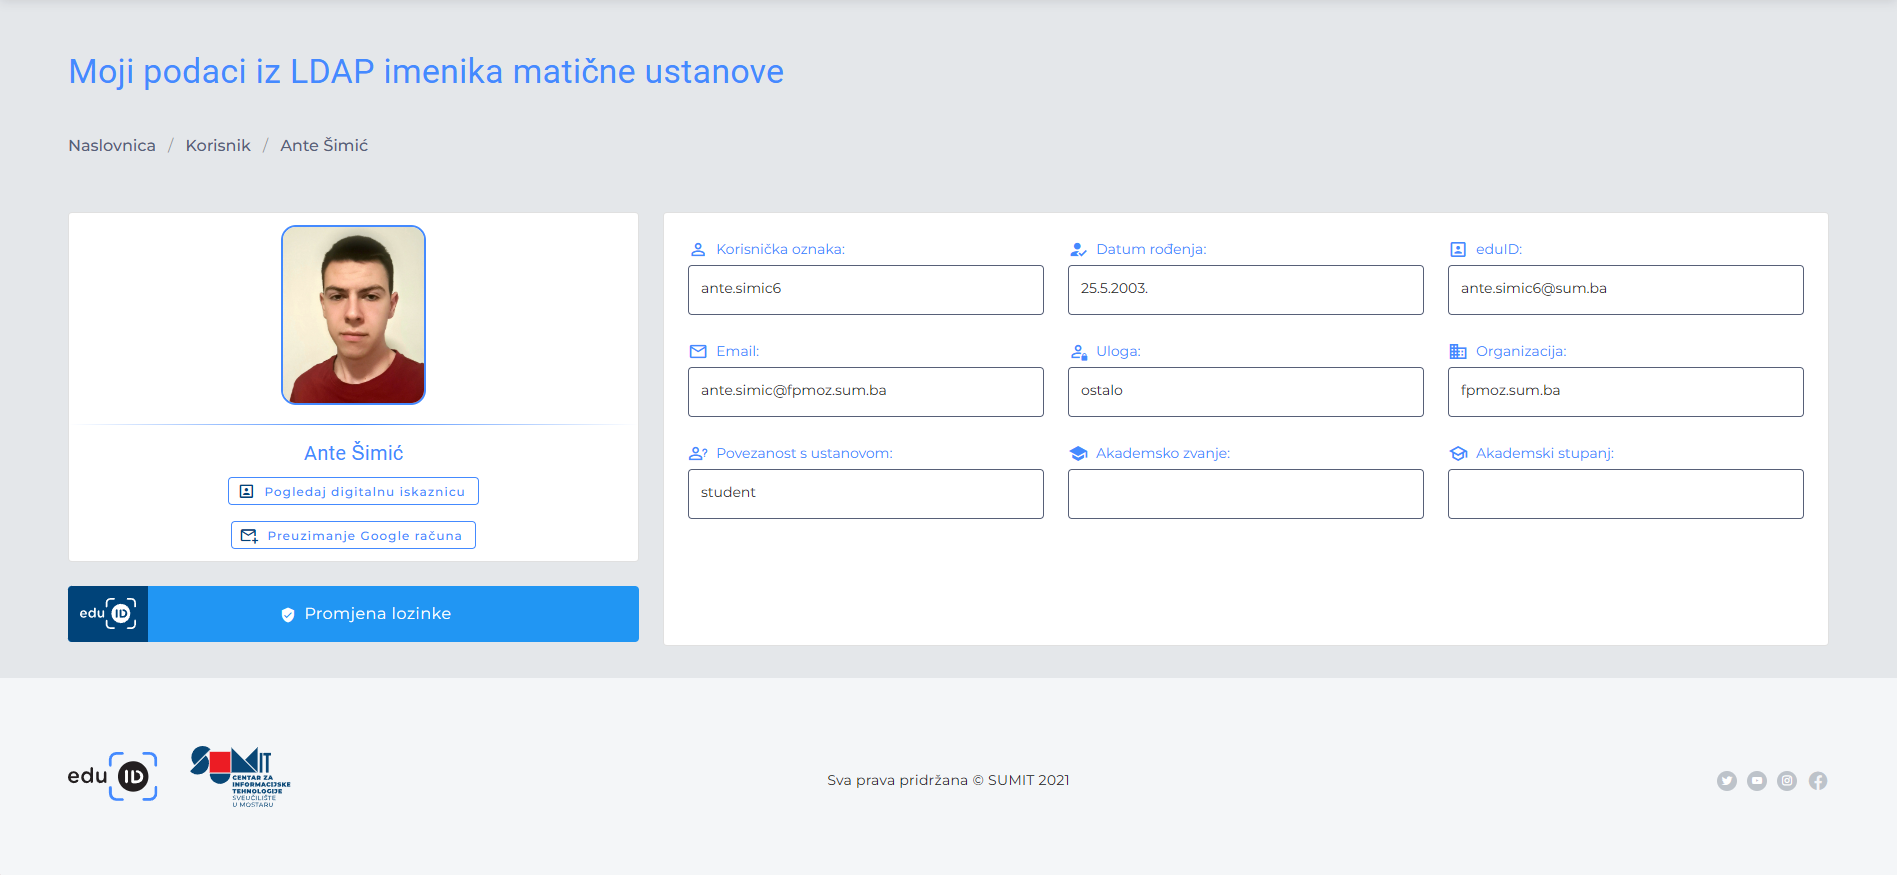 Moji podaci iz LDAP imenika matične ustanove
Naslovnica / Korisnik / Ante Šimić
Ante Šimić
Pogledaj digitalnu iskaznicu
Preuzimanje Google računa
edu ID
Promjena lozinke
Korisnička oznaka:
ante.simic6
Datum rođenja:
25.5.2003.
eduID:
ante.simic6@sum.ba
Email:
ante.simic@fpmoz.sum.ba
Uloga:
ostalo
Organizacija:
fpmoz.sum.ba
Povezanost s ustanovom:
student
Akademsko zvanje:
Akademski stupanj:
edu ID
SUMIT
CENTAR ZA
INFORMACIJSKE
TEHNOLOGIJE
SVEUČILIŠTE
U MOSTARU
Sva prava pridržana © SUMIT 2021